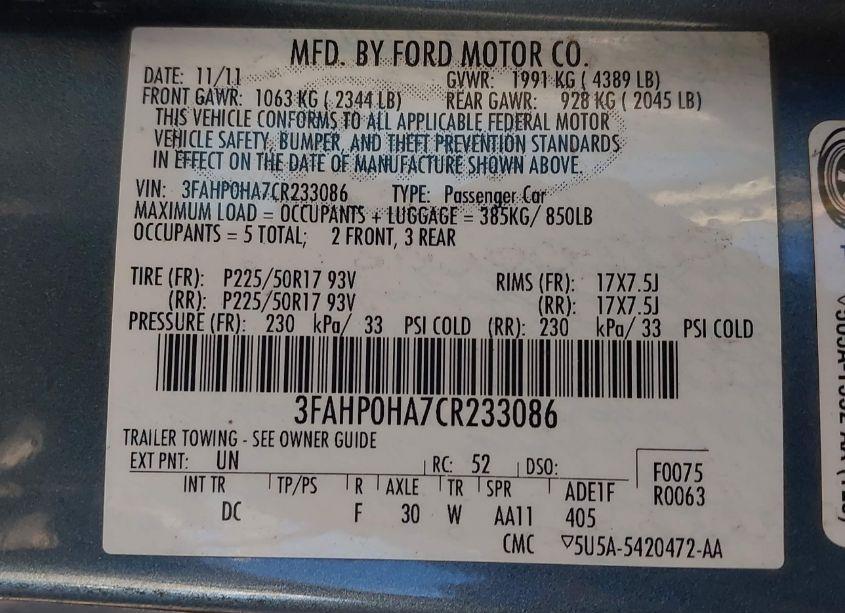 MFD. BY FORD MOTOR CO.
DATE: 11/11 GVWR: 1991 KG ( 4389 LB)
FRONT GAWR: 1063 KG ( 2344 LB) REAR GAWR: 928 KG ( 2045 LB)
THIS VEHICLE CONFORMS TO ALL APPLICABLE FEDERAL MOTOR
VEHICLE SAFETY, BUMPER, AND THEFT PREVENTION STANDARDS
IN EFFECT ON THE DATE OF MANUFACTURE SHOWN ABOVE.
VIN: 3FAHP0HA7CR233086 TYPE: Passenger Car
MAXIMUM LOAD = OCCUPANTS + LUGGAGE = 385KG/ 850LB
OCCUPANTS = 5 TOTAL; 2 FRONT, 3 REAR
TIRE (FR): P225/50R17 93V RIMS (FR): 17X7.5J
(RR): P225/50R17 93V (RR): 17X7.5J
PRESSURE (FR): 230 kPa/ 33 PSI COLD (RR): 230 kPa/ 33 PSI COLD
3FAHP0HA7CR233086
TRAILER TOWING - SEE OWNER GUIDE
EXT PNT: UN RC: 52 DSO: F0075
INT TR TP/PS R AXLE TR SPR ADE1F R0063
DC F 30 W AA11 405
CMC ▽5U5A-5420472-AA